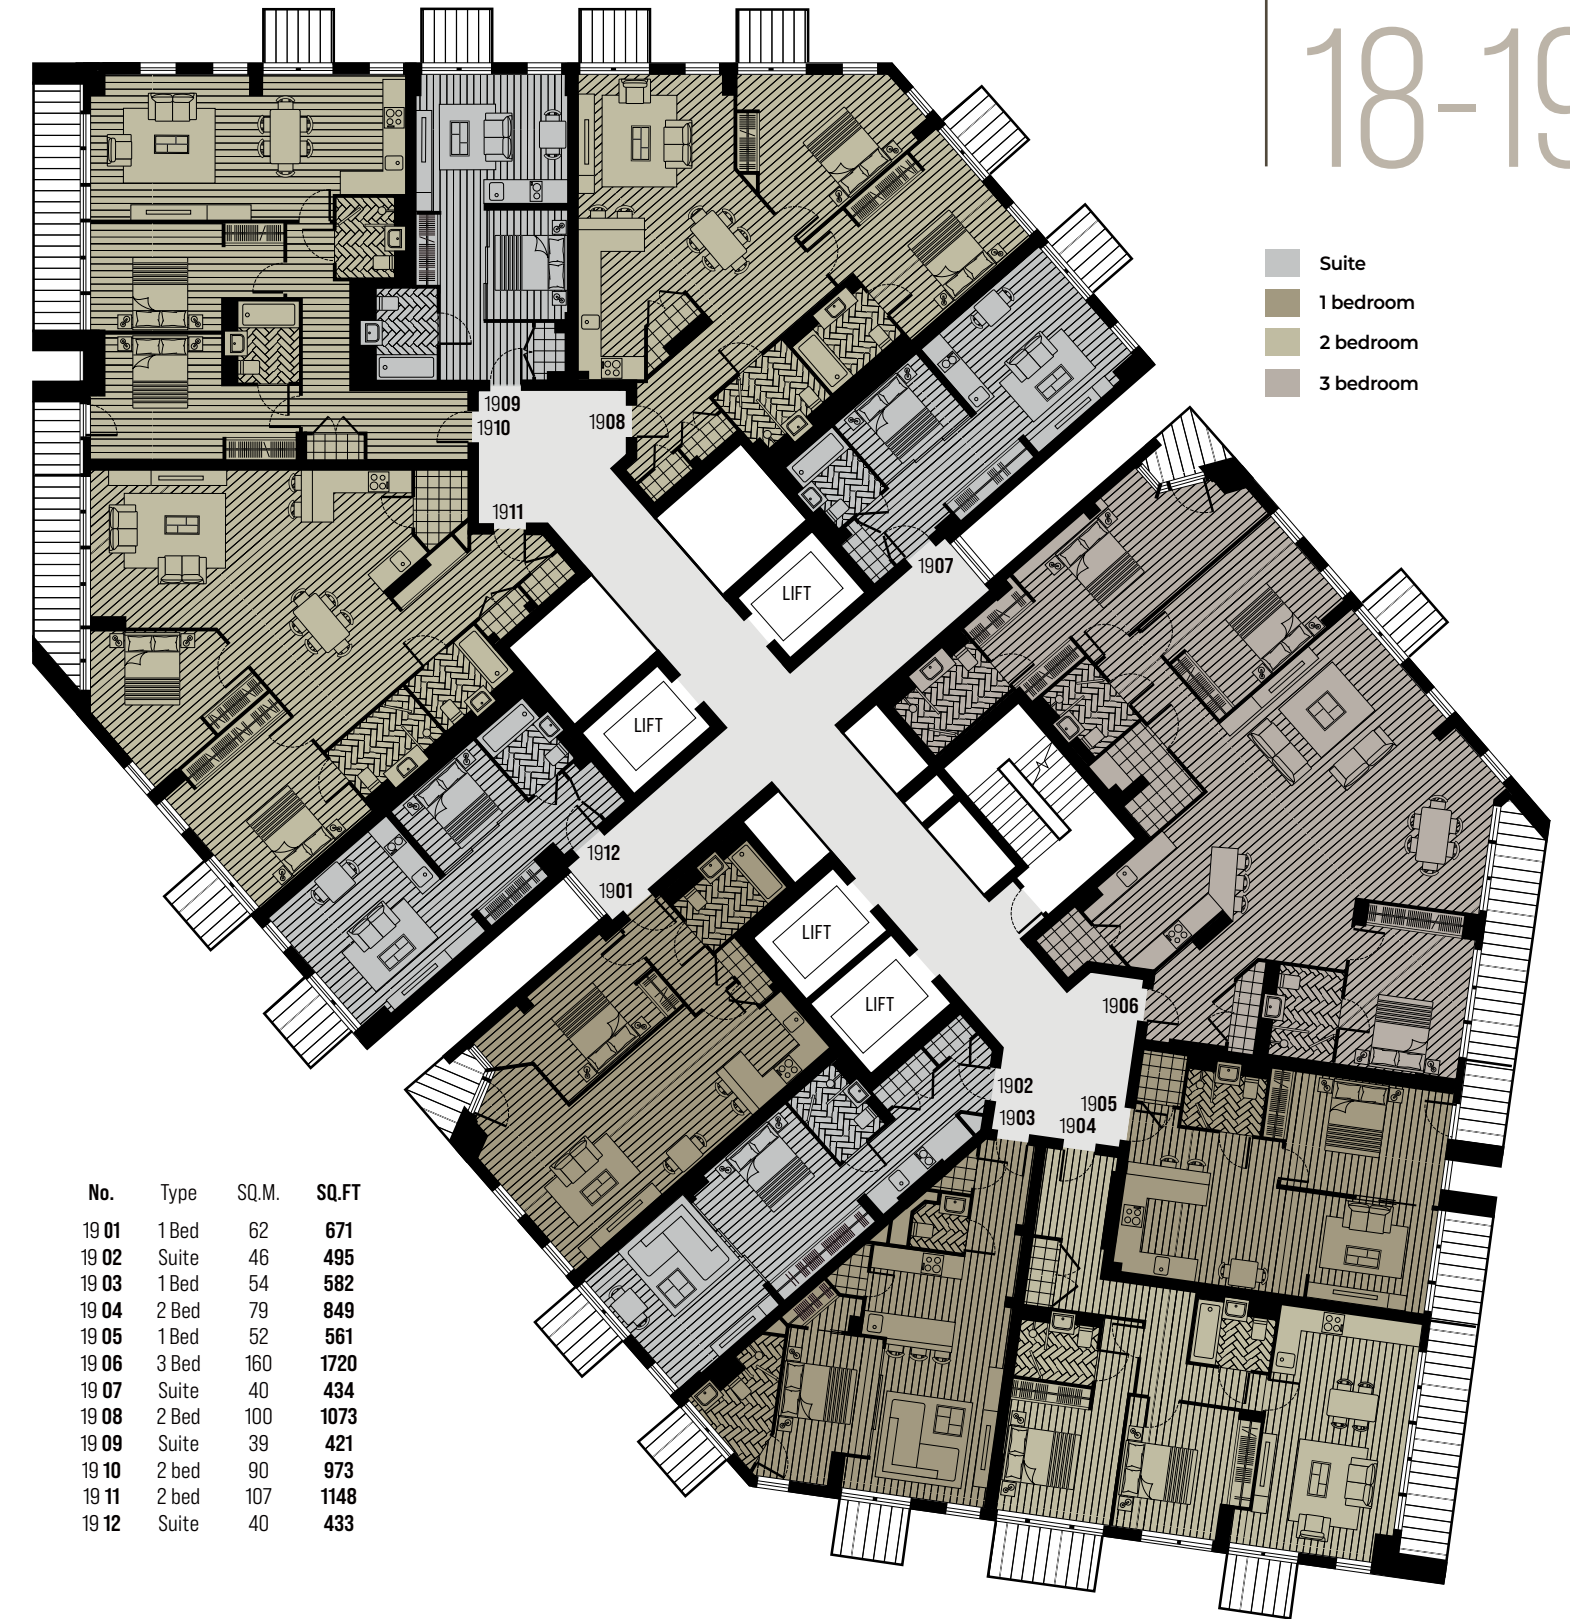 18-19
Suite
1 bedroom
2 bedroom
3 bedroom
1909
1910
1908
1911
1907
LIFT
LIFT
1912
1901
LIFT
LIFT
1906
1902
1905
1903
1904
No. Type SQ.M. SQ.FT
19 01 1 Bed 62 671
19 02 Suite 46 495
19 03 1 Bed 54 582
19 04 2 Bed 79 849
19 05 1 Bed 52 561
19 06 3 Bed 160 1720
19 07 Suite 40 434
19 08 2 Bed 100 1073
19 09 Suite 39 421
19 10 2 bed 90 973
19 11 2 bed 107 1148
19 12 Suite 40 433